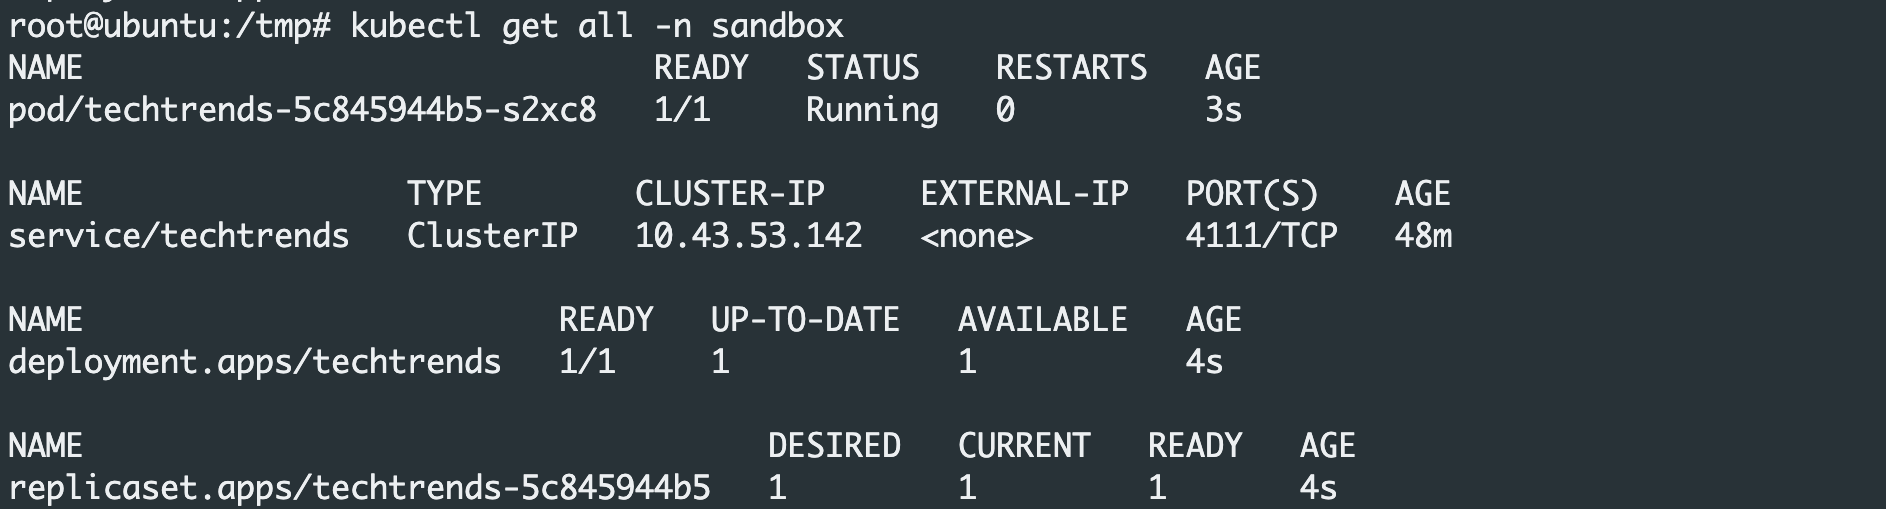 root@ubuntu:/tmp# kubectl get all -n sandbox
NAME                              READY   STATUS    RESTARTS   AGE
pod/techtrends-5c845944b5-s2xc8   1/1     Running   0          3s

NAME                 TYPE        CLUSTER-IP     EXTERNAL-IP   PORT(S)    AGE
service/techtrends   ClusterIP   10.43.53.142   <none>        4111/TCP   48m

NAME                         READY   UP-TO-DATE   AVAILABLE   AGE
deployment.apps/techtrends   1/1     1            1           4s

NAME                                    DESIRED   CURRENT   READY   AGE
replicaset.apps/techtrends-5c845944b5   1         1         1       4s